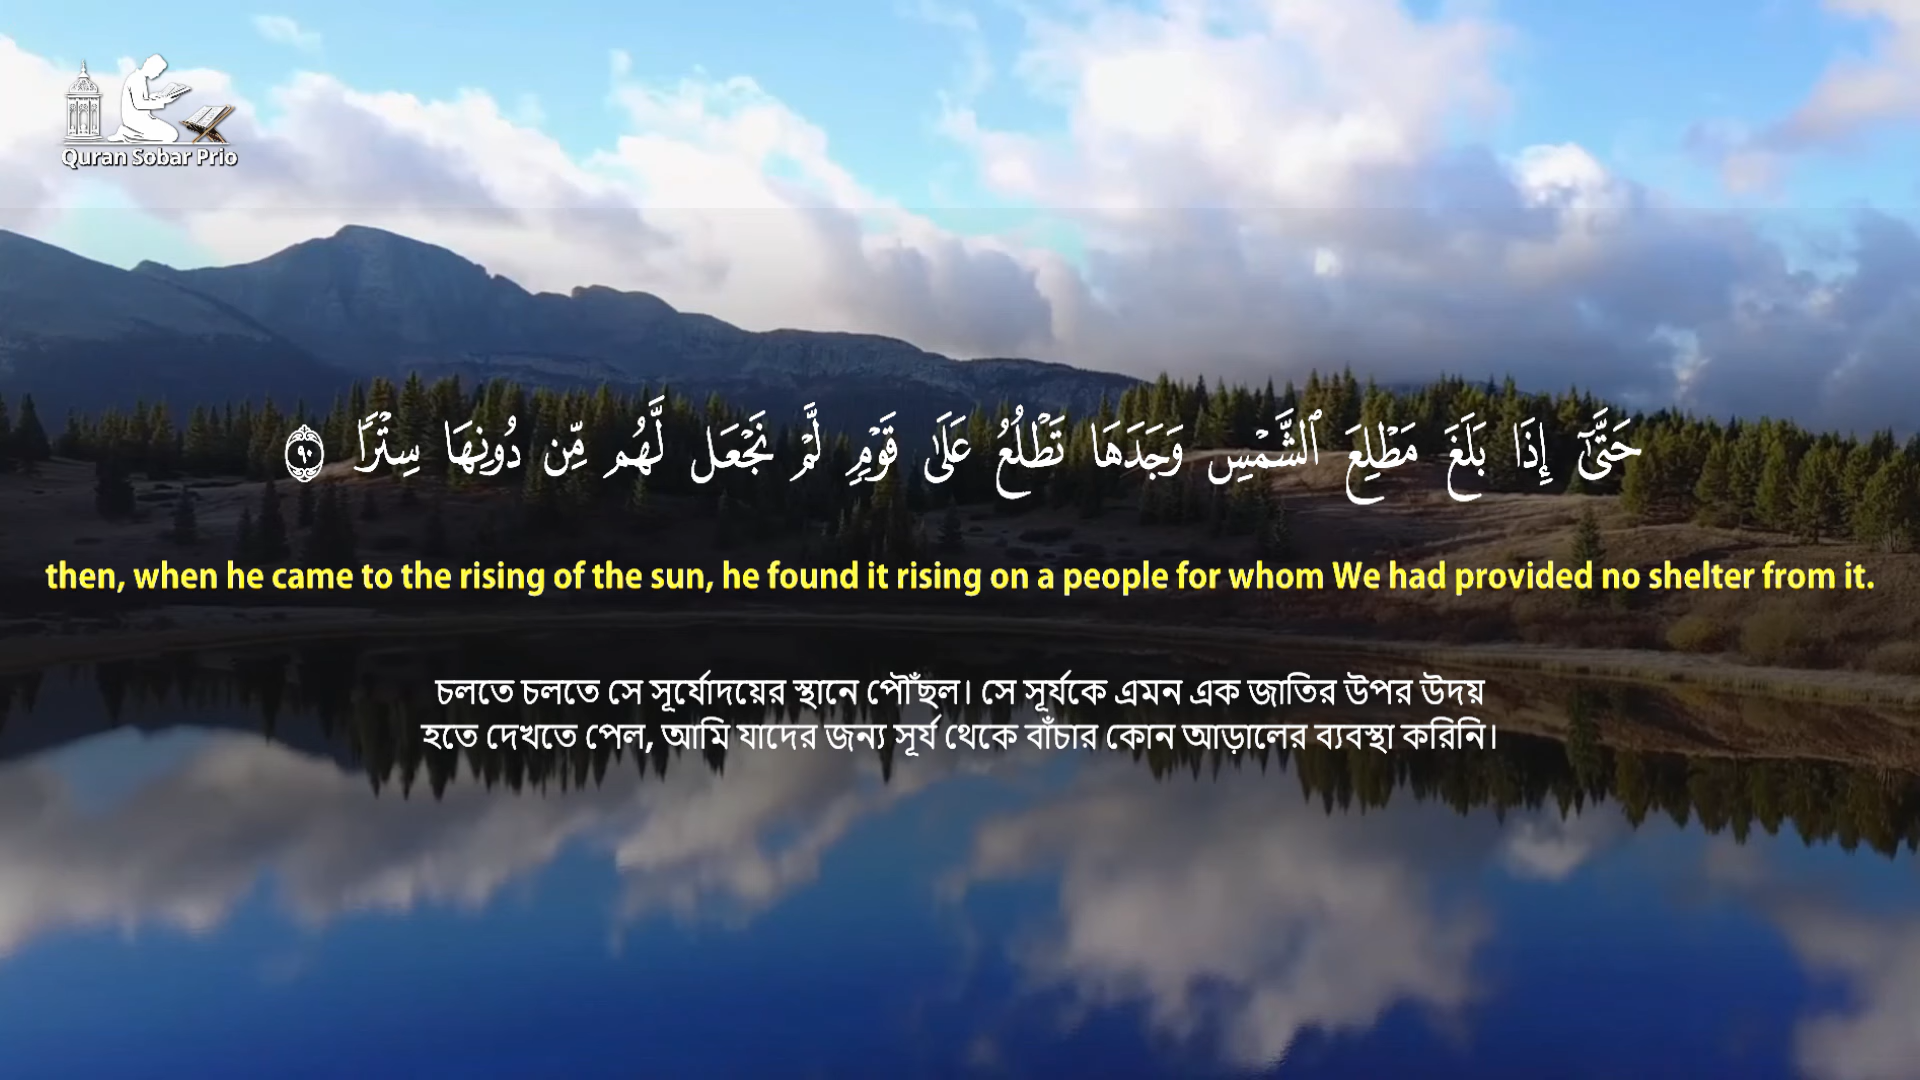 Quran Sobar Prio
حَتَّىٰٓ إِذَا بَلَغَ مَطْلِعَ ٱلشَّمْسِ وَجَدَهَا تَطْلُعُ عَلَىٰ قَوْمٍ لَّمْ نَجْعَل لَّهُم مِّن دُونِهَا سِتْرًا ٩٠
then, when he came to the rising of the sun, he found it rising on a people for whom We had provided no shelter from it.
চলতে চলতে সে সূর্যোদয়ের স্থানে পৌঁছল। সে সূর্যকে এমন এক জাতির উপর উদয়
হতে দেখতে পেল, আমি যাদের জন্য সূর্য থেকে বাঁচার কোন আড়ালের ব্যবস্থা করিনি।